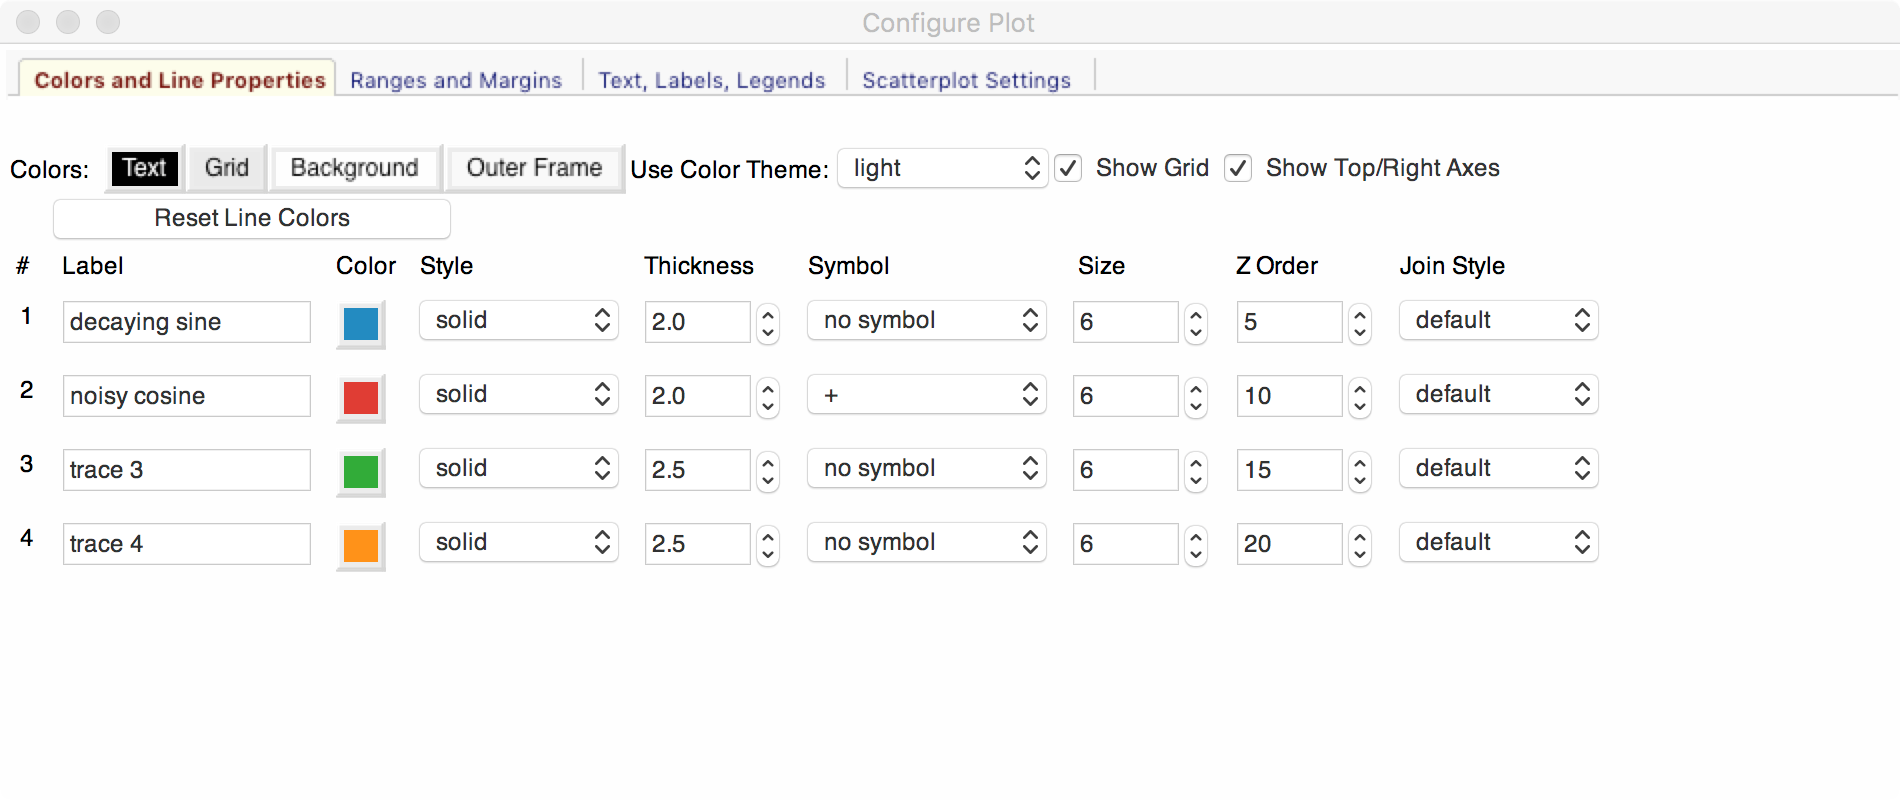 Configure Plot
Colors and Line Properties Ranges and Margins Text, Labels, Legends Scatterplot Settings
Colors: Text Grid Background Outer Frame Use Color Theme: light Show Grid Show Top/Right Axes
Reset Line Colors
# Label Color Style Thickness Symbol Size Z Order Join Style
1 decaying sine solid 2.0 no symbol 6 5 default
2 noisy cosine solid 2.0 + 6 10 default
3 trace 3 solid 2.5 no symbol 6 15 default
4 trace 4 solid 2.5 no symbol 6 20 default